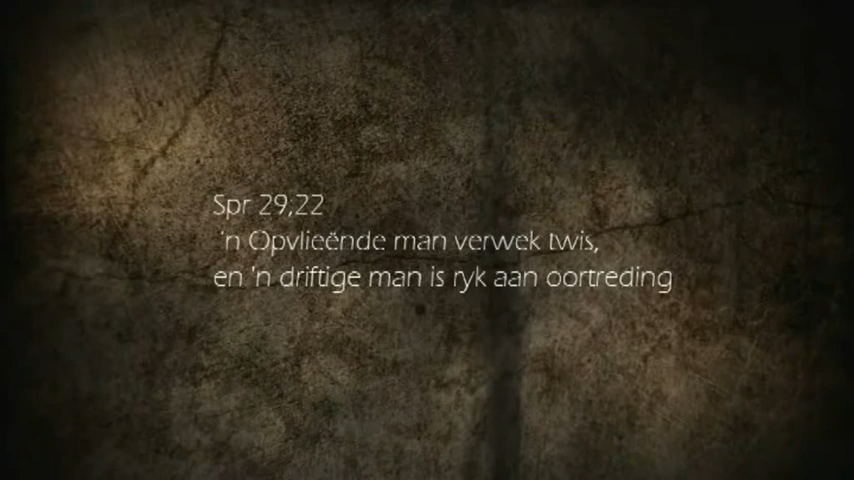 Spr 29,22
'n Opvlieënde man verwek twis,
en 'n driftige man is ryk aan oortreding